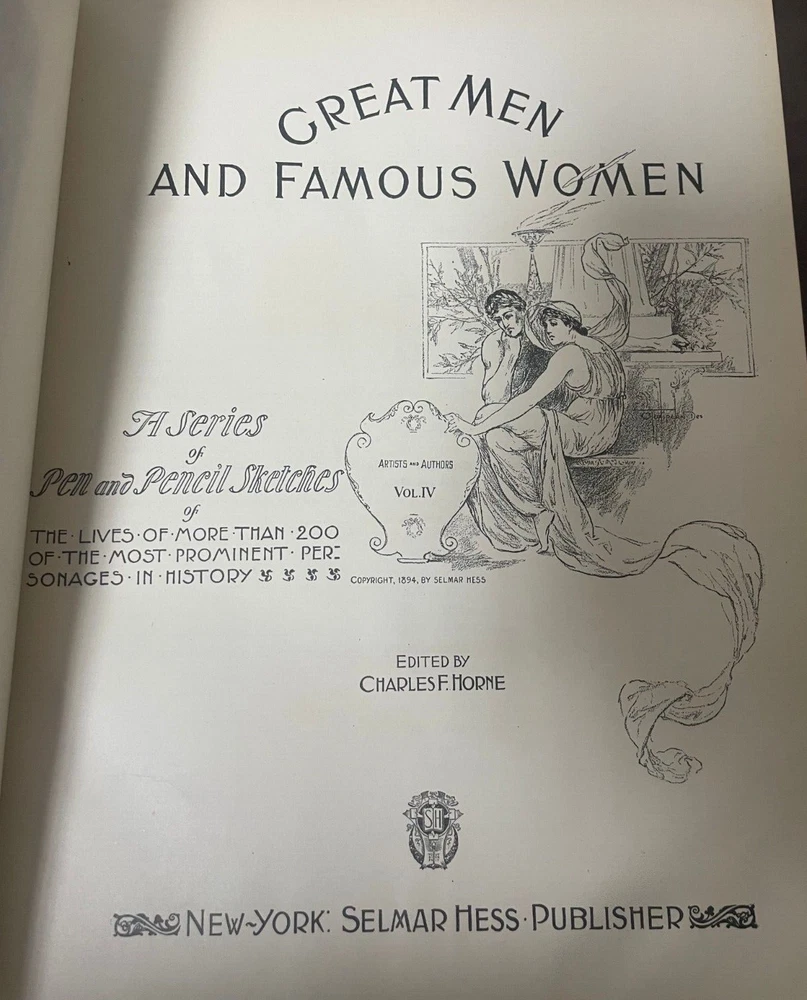 GREAT MEN
AND FAMOUS WOMEN
A Series
of
Pen and Pencil Sketches
of
THE·LIVES·OF·MORE·THAN·200
OF·THE·MOST·PROMINENT·PER-
SONAGES·IN·HISTORY
ARTISTS AND AUTHORS
VOL. IV
COPYRIGHT, 1894, BY SELMAR HESS
EDITED BY
CHARLES F. HORNE
SH
NEW-YORK: SELMAR HESS·PUBLISHER